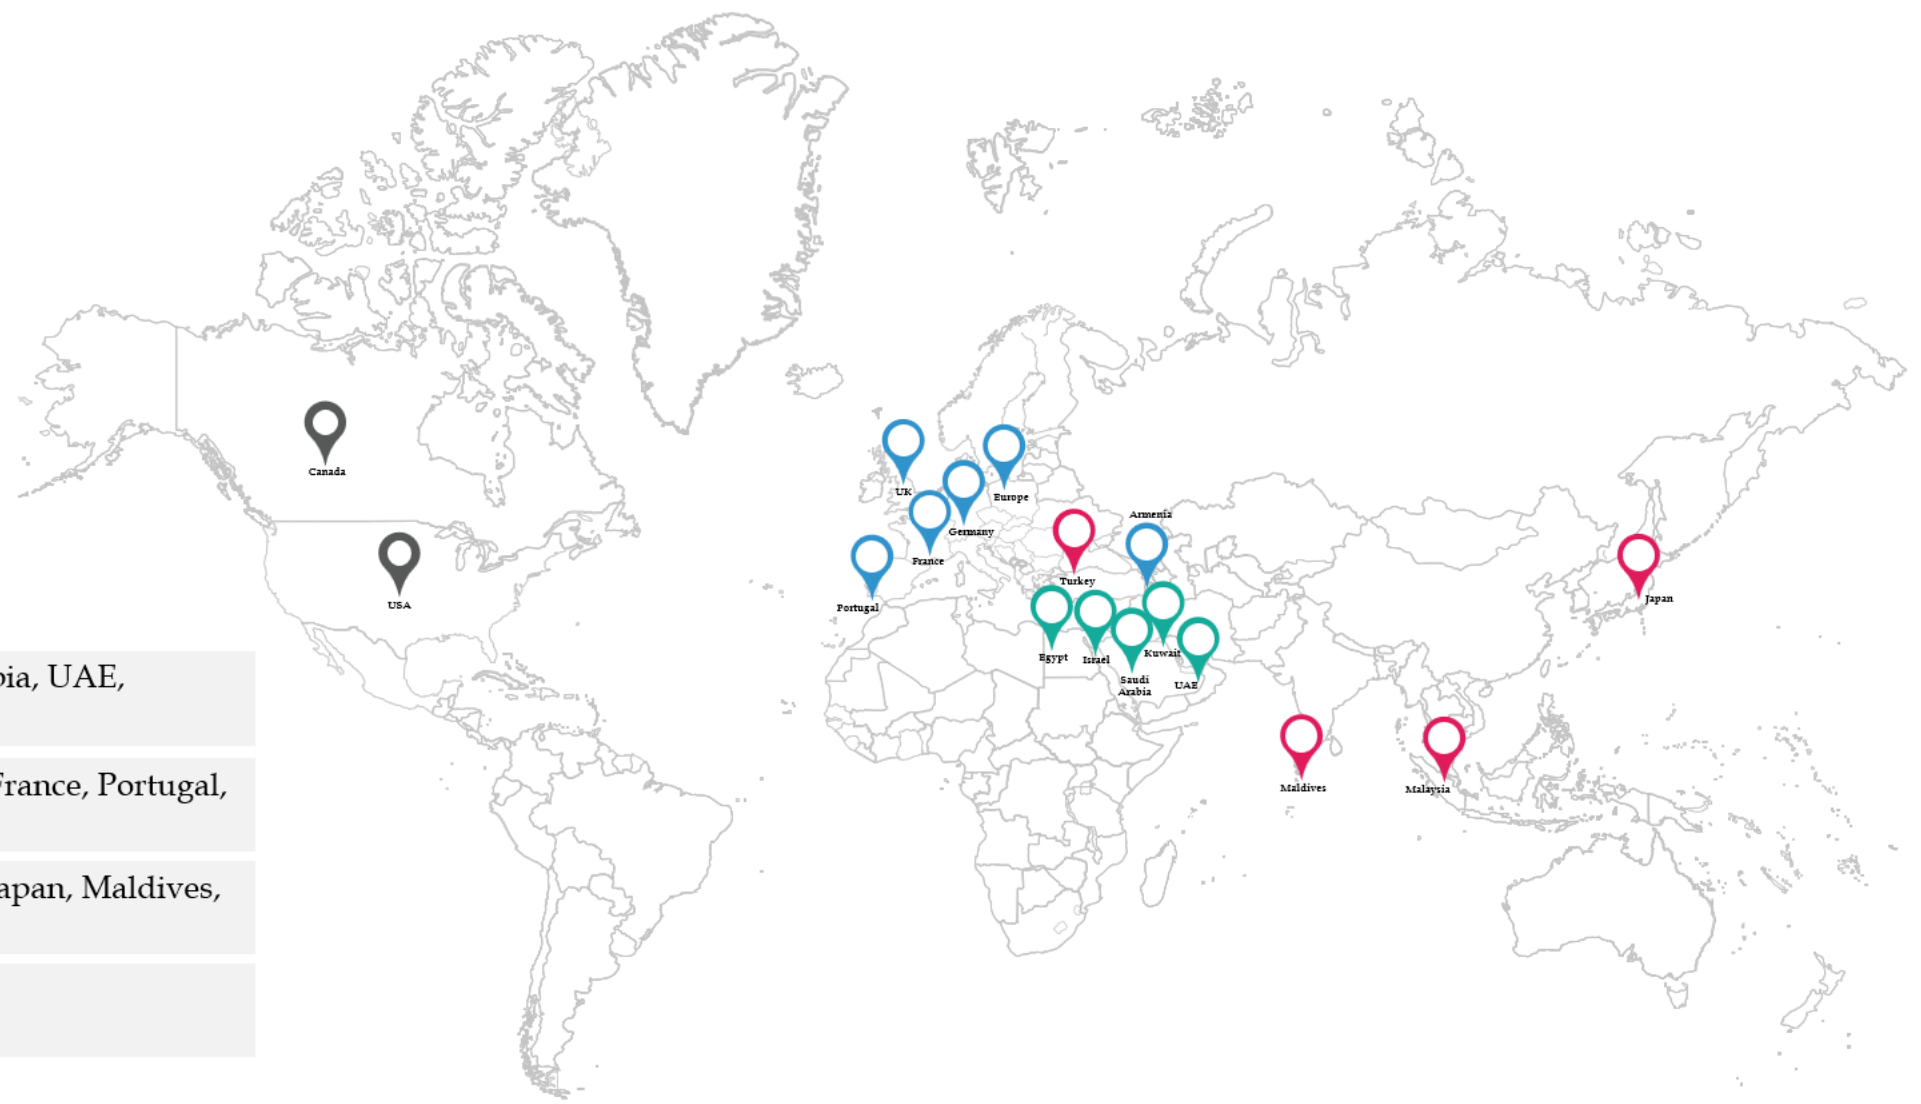 Canada
UK
Europe
Armenia
Germany
France
Turkey
USA
Portugal
Japan
Egypt
Israel
Kuwait
Saudi
Arabia
UAE
Maldives
Malaysia
bia, UAE,
France, Portugal,
apan, Maldives,